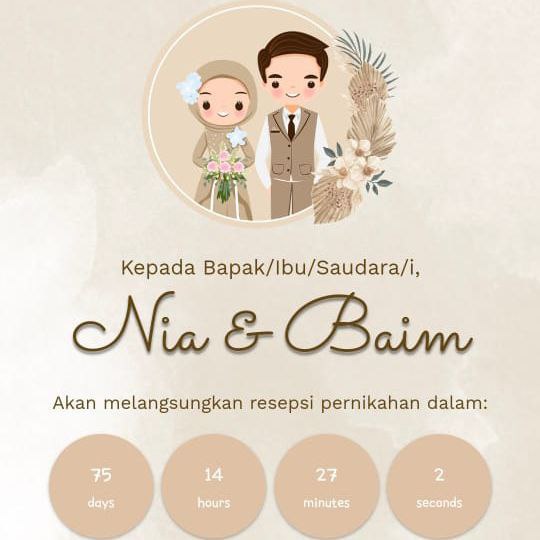 Kepada Bapak/Ibu/Saudara/i,
Nia & Baim
Akan melangsungkan resepsi pernikahan dalam:
75 14 27 2
days hours minutes seconds